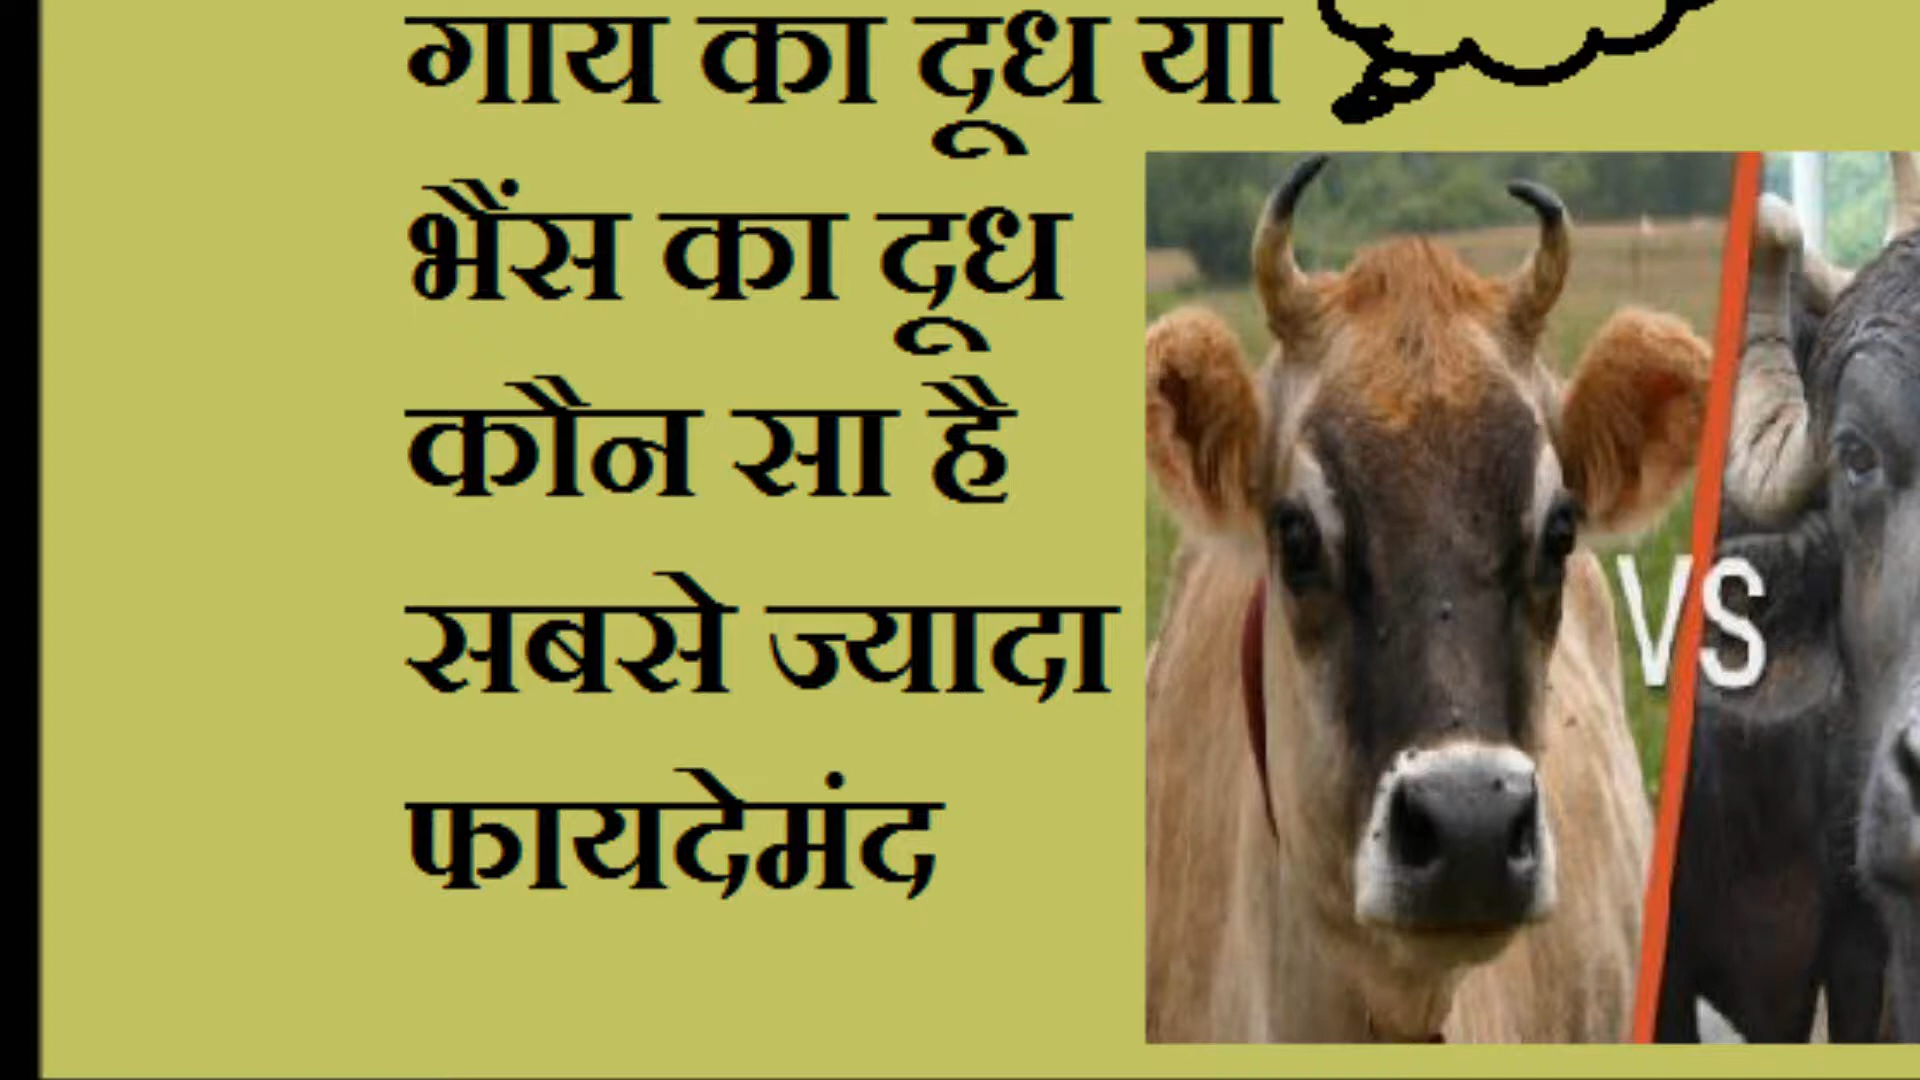 गाय का दूध या
भैंस का दूध
कौन सा है
सबसे ज्यादा
फायदेमंद
VS